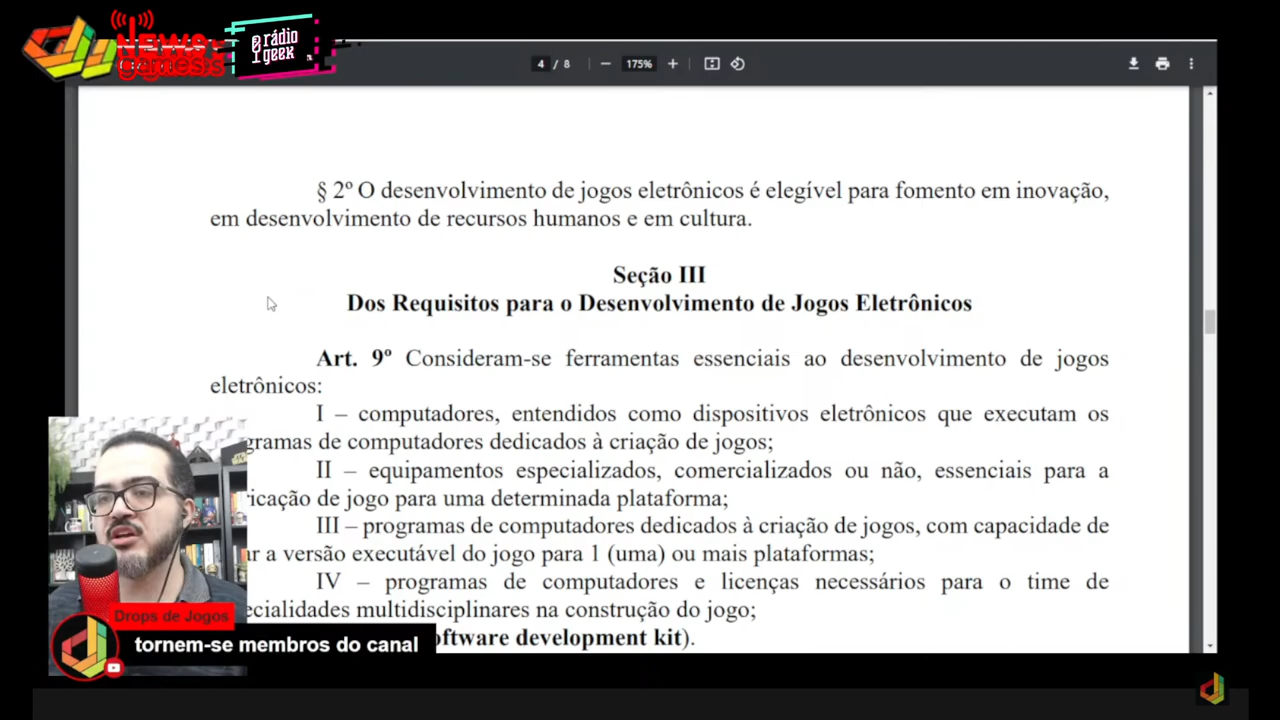 NEWS
games
rádio
geek
4 / 8
175%
§ 2º O desenvolvimento de jogos eletrônicos é elegível para fomento em inovação,
em desenvolvimento de recursos humanos e em cultura.
Seção III
Dos Requisitos para o Desenvolvimento de Jogos Eletrônicos
Art. 9º Consideram-se ferramentas essenciais ao desenvolvimento de jogos
eletrônicos:
I – computadores, entendidos como dispositivos eletrônicos que executam os
gramas de computadores dedicados à criação de jogos;
II – equipamentos especializados, comercializados ou não, essenciais para a
icação de jogo para uma determinada plataforma;
III – programas de computadores dedicados à criação de jogos, com capacidade de
ar a versão executável do jogo para 1 (uma) ou mais plataformas;
IV – programas de computadores e licenças necessários para o time de
ecialidades multidisciplinares na construção do jogo;
oftware development kit).
Drops de Jogos
tornem-se membros do canal